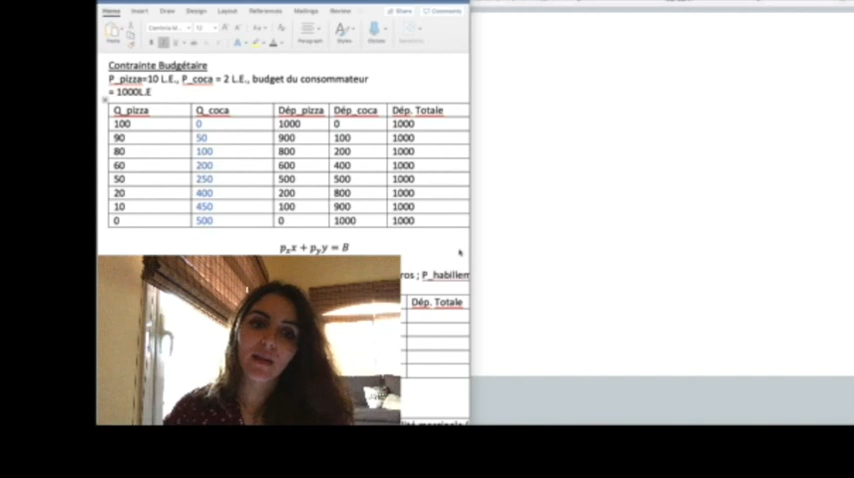 Home Insert Draw Design Layout References Mailings Review Share Comments
Paste Paragraph Styles Dictate
Contrainte Budgétaire
P_pizza=10 L.E., P_coca = 2 L.E., budget du consommateur
= 1000L.E
Q_pizza Q_coca Dép_pizza Dép_coca Dép. Totale
100 0 1000 0 1000
90 50 900 100 1000
80 100 800 200 1000
60 200 600 400 1000
50 250 500 500 1000
20 400 200 800 1000
10 450 100 900 1000
0 500 0 1000 1000
pₓx + pᵧy = B
ros ; P_habillem
Dép. Totale